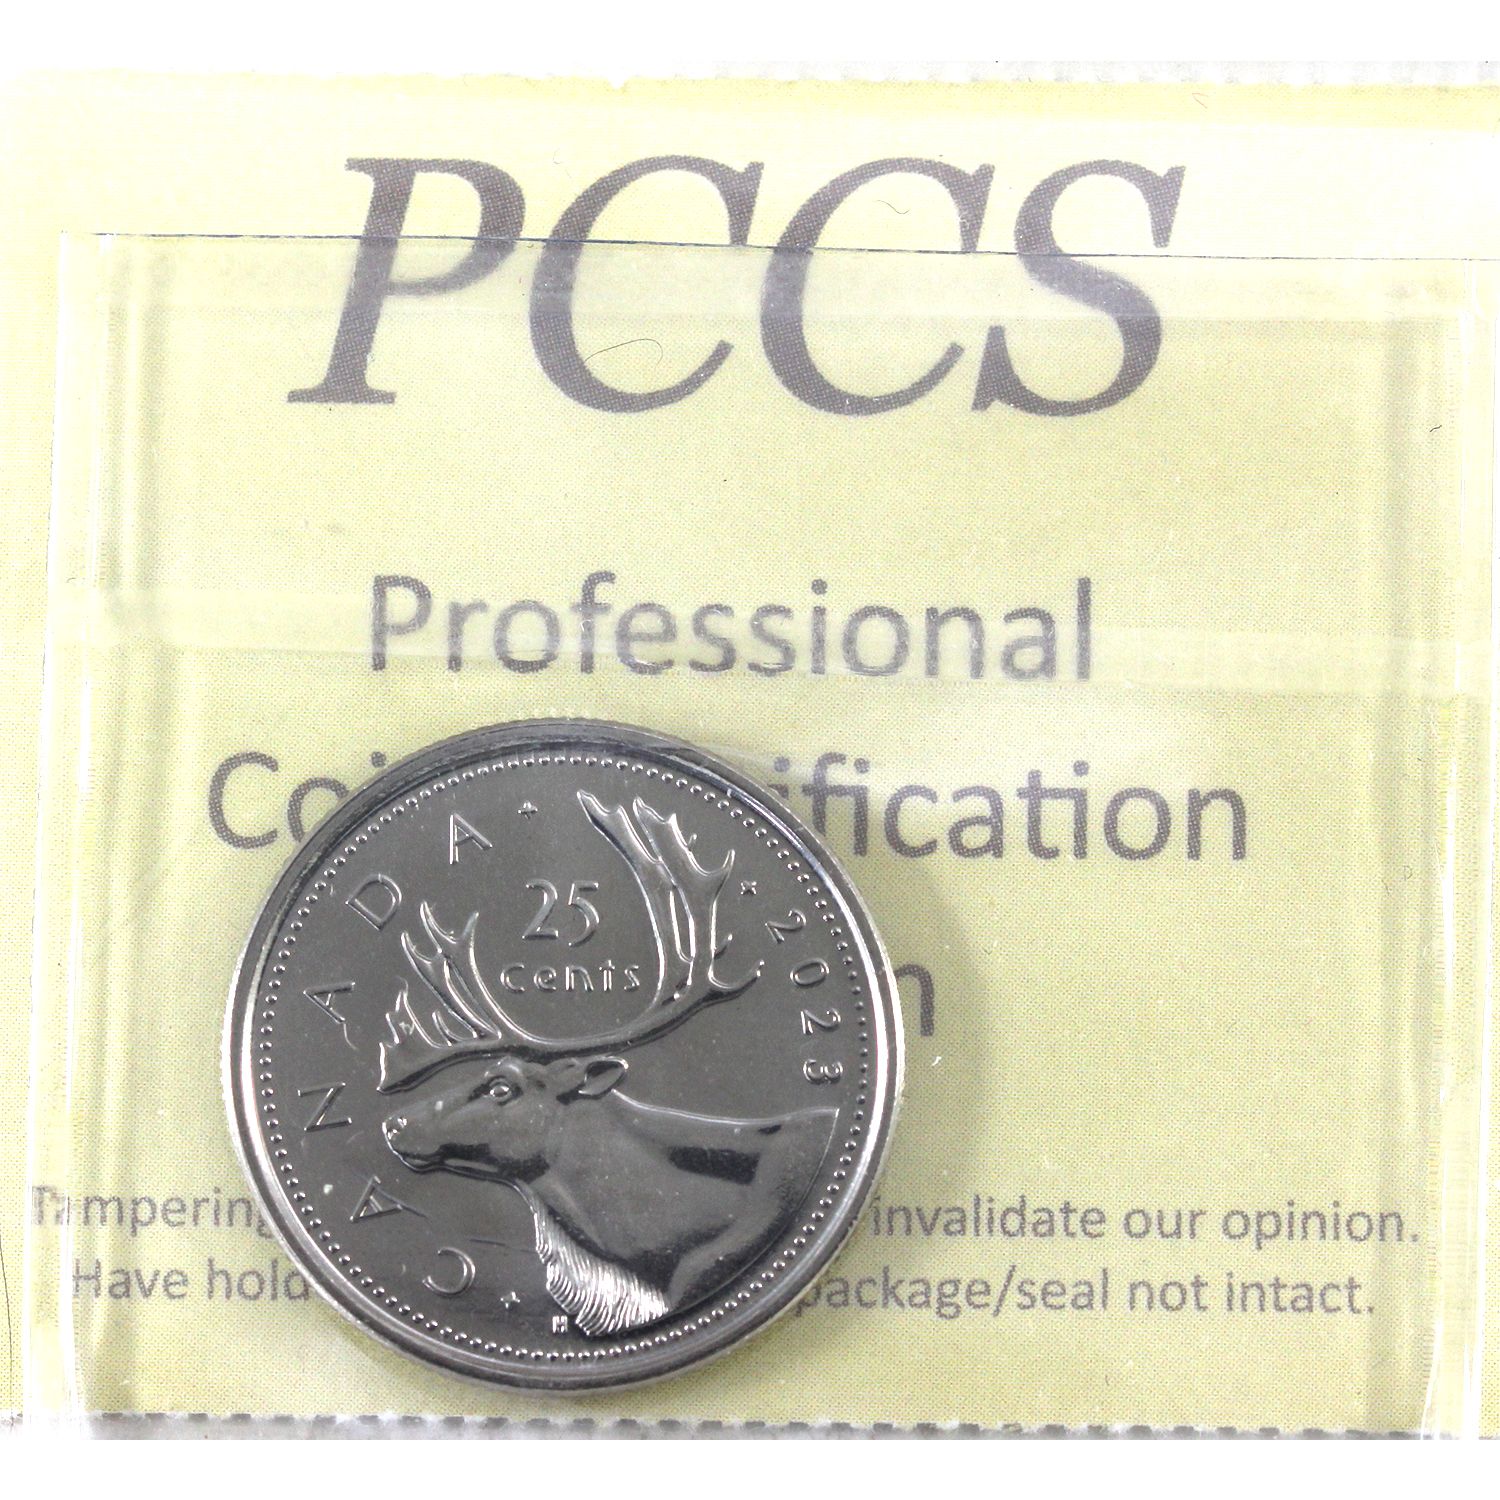 PCCS
Professional
Co ification
n
Tampering invalidate our opinion.
Have hold package/seal not intact.
CANADA
25
cents
2023
H